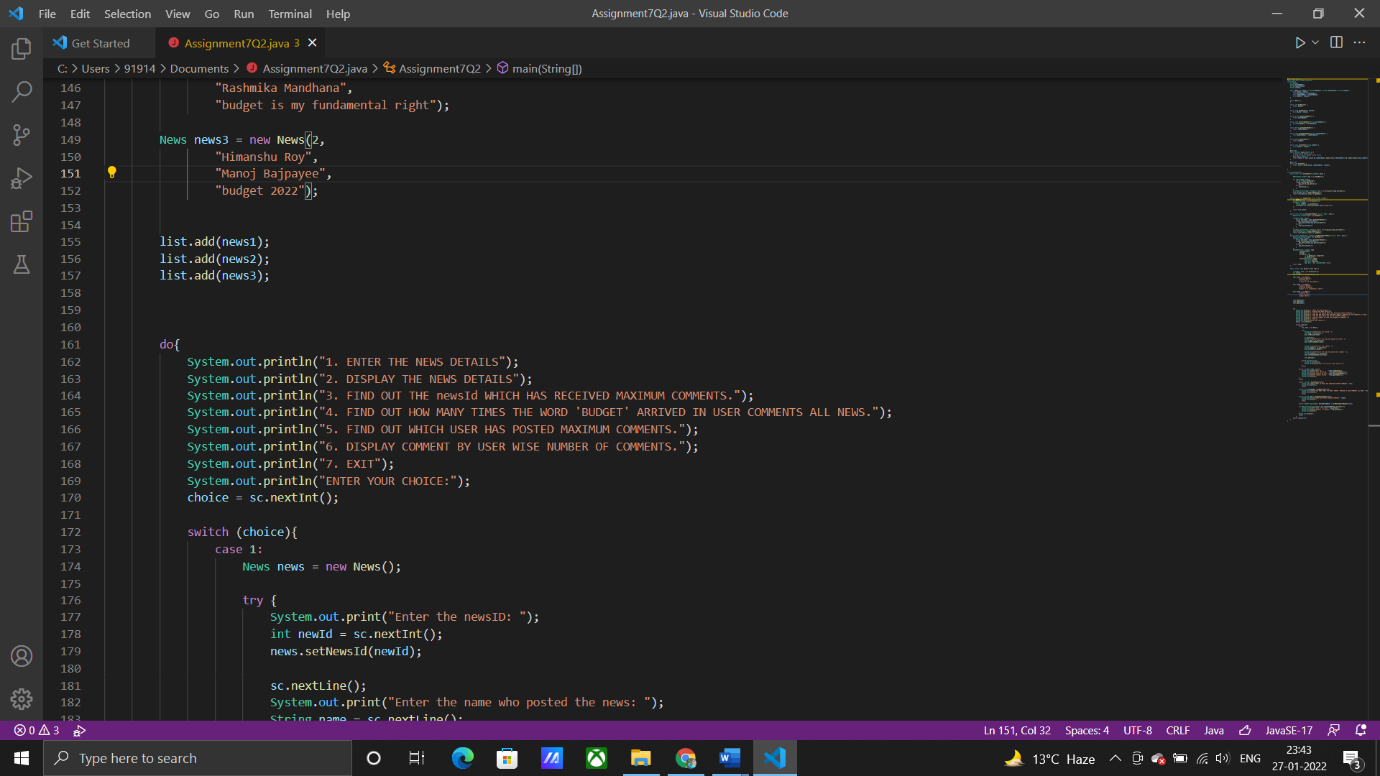 File Edit Selection View Go Run Terminal Help
Assignment7Q2.java - Visual Studio Code
Get Started
Assignment7Q2.java 3
C: > Users > 91914 > Documents > Assignment7Q2.java > Assignment7Q2 > main(String[])
146 "Rashmika Mandhana",
147 "budget is my fundamental right");
148
149 News news3 = new News(2,
150 "Himanshu Roy",
151 "Manoj Bajpayee",
152 "budget 2022");
153
154
155 list.add(news1);
156 list.add(news2);
157 list.add(news3);
158
159
160
161 do{
162 System.out.println("1. ENTER THE NEWS DETAILS");
163 System.out.println("2. DISPLAY THE NEWS DETAILS");
164 System.out.println("3. FIND OUT THE newsId WHICH HAS RECEIVED MAXIMUM COMMENTS.");
165 System.out.println("4. FIND OUT HOW MANY TIMES THE WORD 'BUDGET' ARRIVED IN USER COMMENTS ALL NEWS.");
166 System.out.println("5. FIND OUT WHICH USER HAS POSTED MAXIMUM COMMENTS.");
167 System.out.println("6. DISPLAY COMMENT BY USER WISE NUMBER OF COMMENTS.");
168 System.out.println("7. EXIT");
169 System.out.println("ENTER YOUR CHOICE:");
170 choice = sc.nextInt();
171
172 switch (choice){
173 case 1:
174 News news = new News();
175
176 try {
177 System.out.print("Enter the newsID: ");
178 int newId = sc.nextInt();
179 news.setNewsId(newId);
180
181 sc.nextLine();
182 System.out.print("Enter the name who posted the news: ");
183 String name = sc.nextLine();
0 3
Ln 151, Col 32 Spaces: 4 UTF-8 CRLF Java JavaSE-17
Type here to search
13°C Haze
ENG
23:43
27-01-2022
3